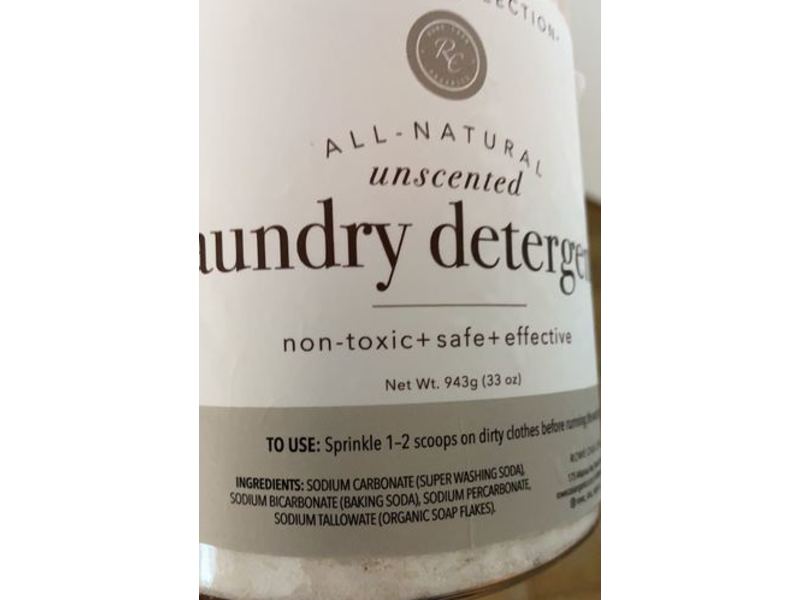 ECTION·
RC
ALL-NATURAL
unscented
aundry deterge
non-toxic+ safe+ effective
Net Wt. 943g (33 oz)
TO USE: Sprinkle 1-2 scoops on dirty clothes before running
INGREDIENTS: SODIUM CARBONATE (SUPER WASHING SODA),
SODIUM BICARBONATE (BAKING SODA), SODIUM PERCARBONATE,
SODIUM TALLOWATE (ORGANIC SOAP FLAKES).